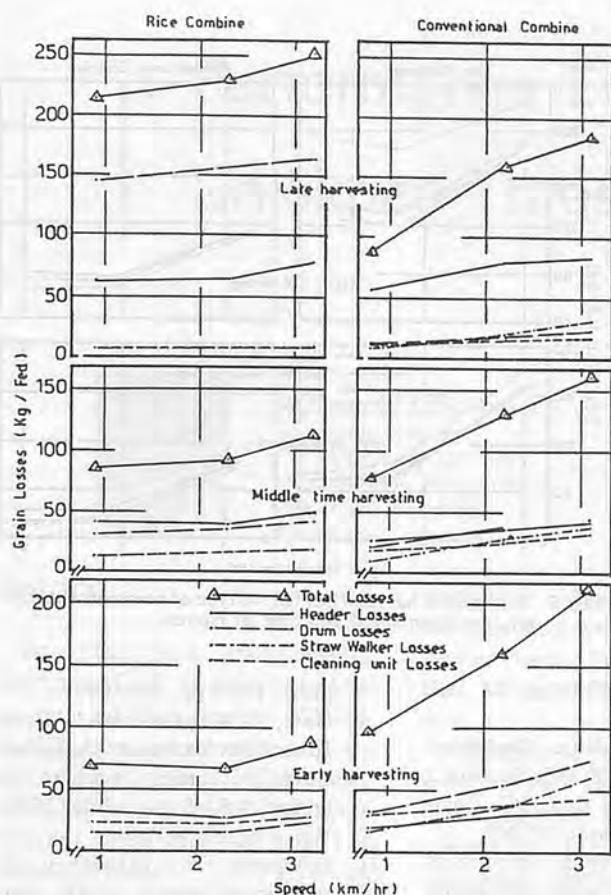 Rice Combine
Conventional Combine
250
200
150
100
50
0
Late harvesting
150
100
50
0
Middle time harvesting
200
150
100
50
0
Total Losses
Header Losses
Drum Losses
Straw Walker Losses
Cleaning unit Losses
Early harvesting
Grain Losses (Kg / Fed)
1 2 3 1 2 3
Speed (km/hr)